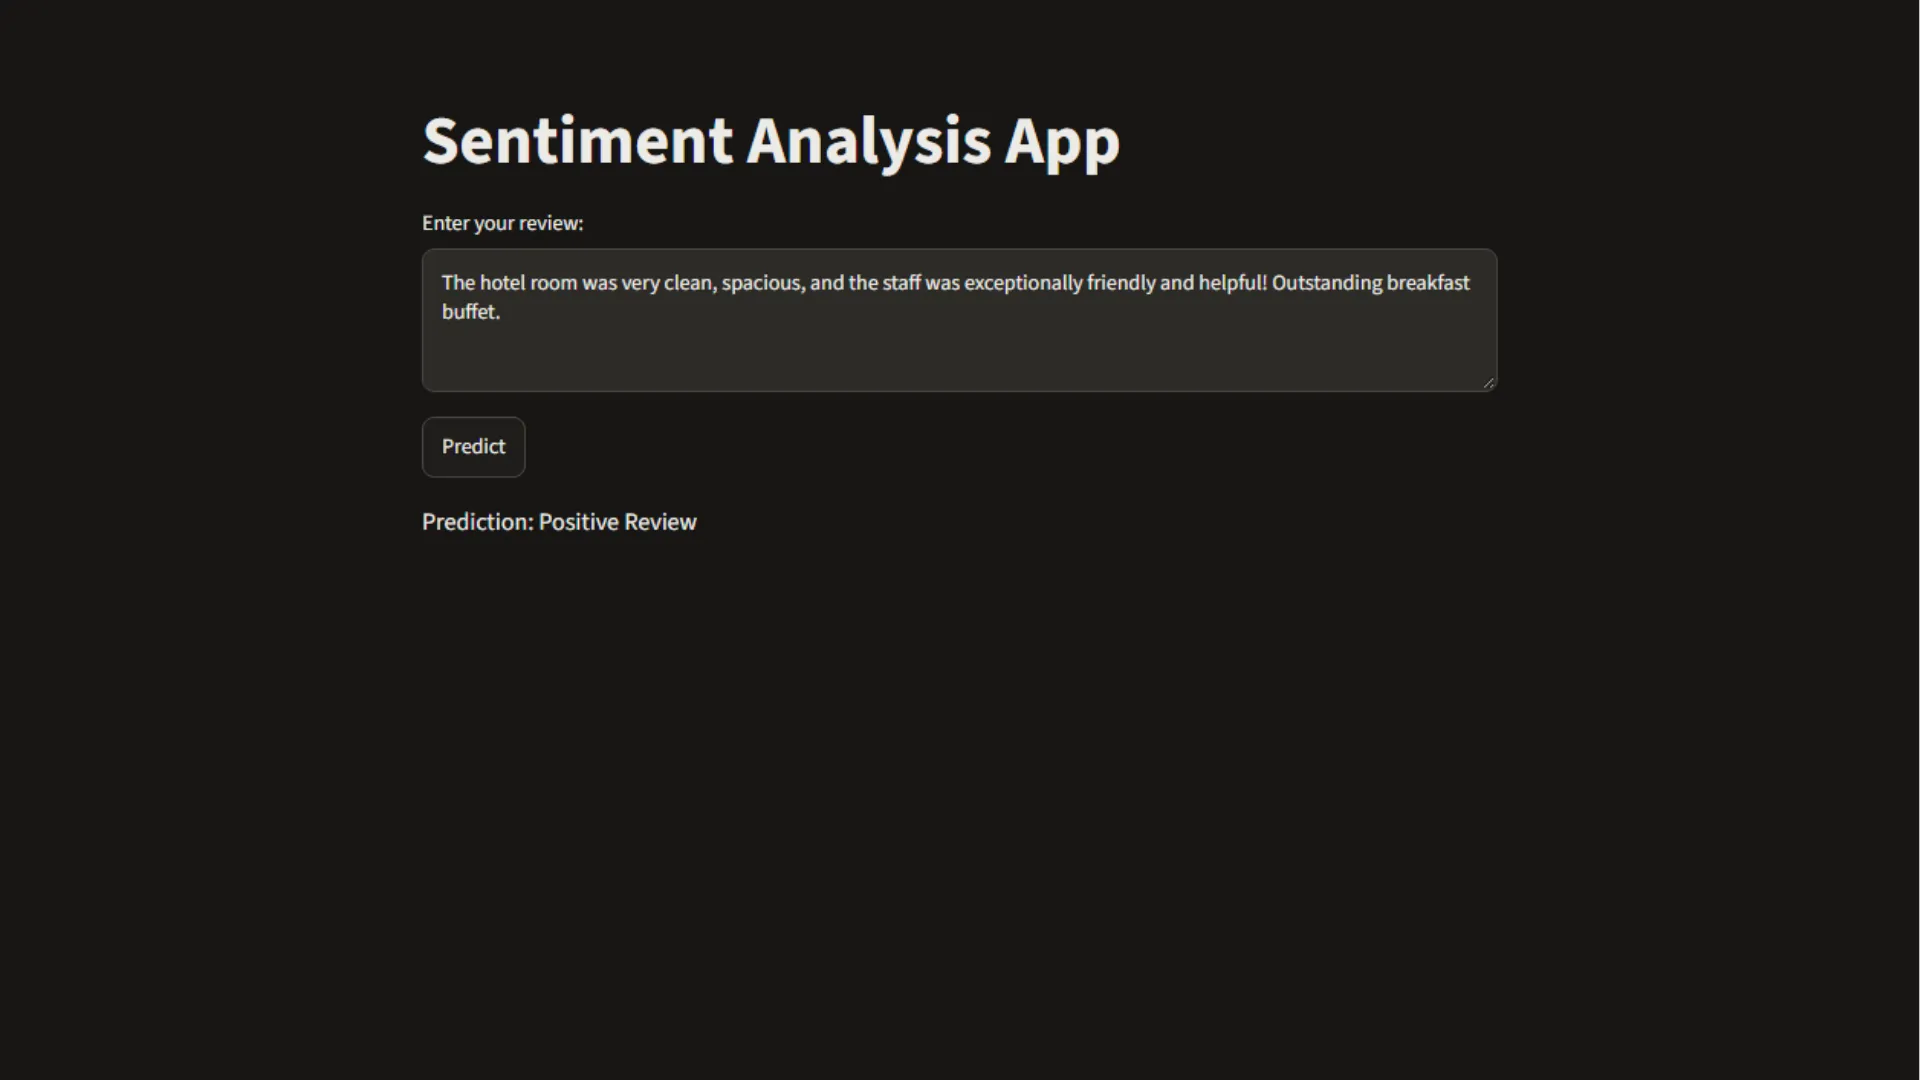 Sentiment Analysis App
Enter your review:
The hotel room was very clean, spacious, and the staff was exceptionally friendly and helpful! Outstanding breakfast
buffet.
Predict
Prediction: Positive Review